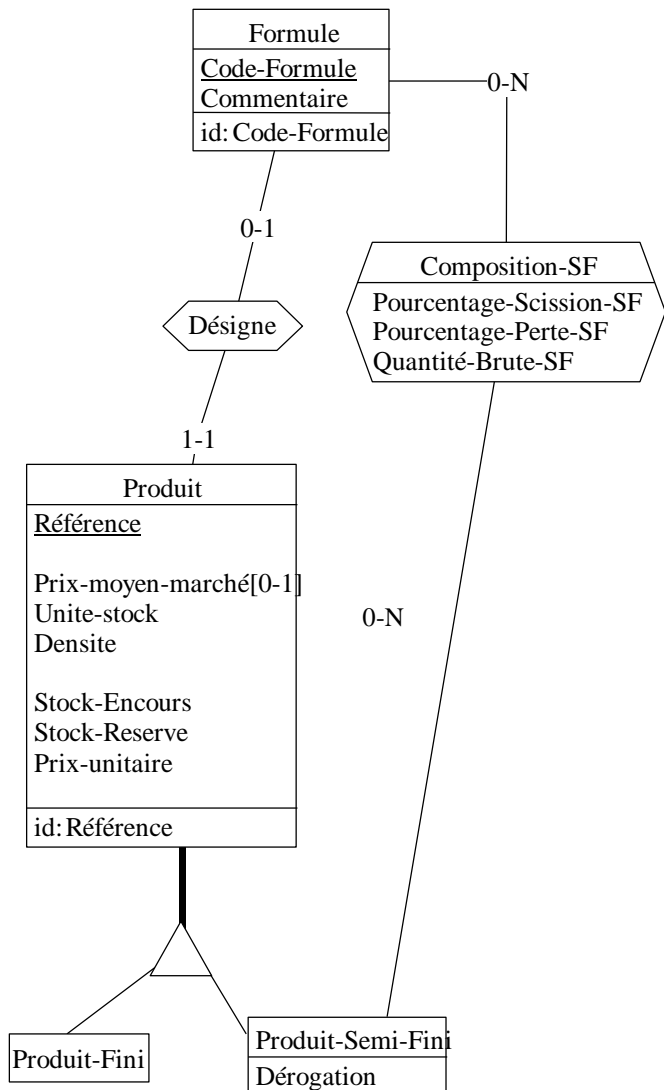 Formule
Code-Formule
Commentaire
id: Code-Formule
0-N
0-1
Composition-SF
Pourcentage-Scission-SF
Pourcentage-Perte-SF
Quantité-Brute-SF
Désigne
1-1
Produit
Référence
Prix-moyen-marché[0-1]
Unite-stock
Densite
Stock-Encours
Stock-Reserve
Prix-unitaire
id: Référence
0-N
Produit-Fini
Produit-Semi-Fini
Dérogation